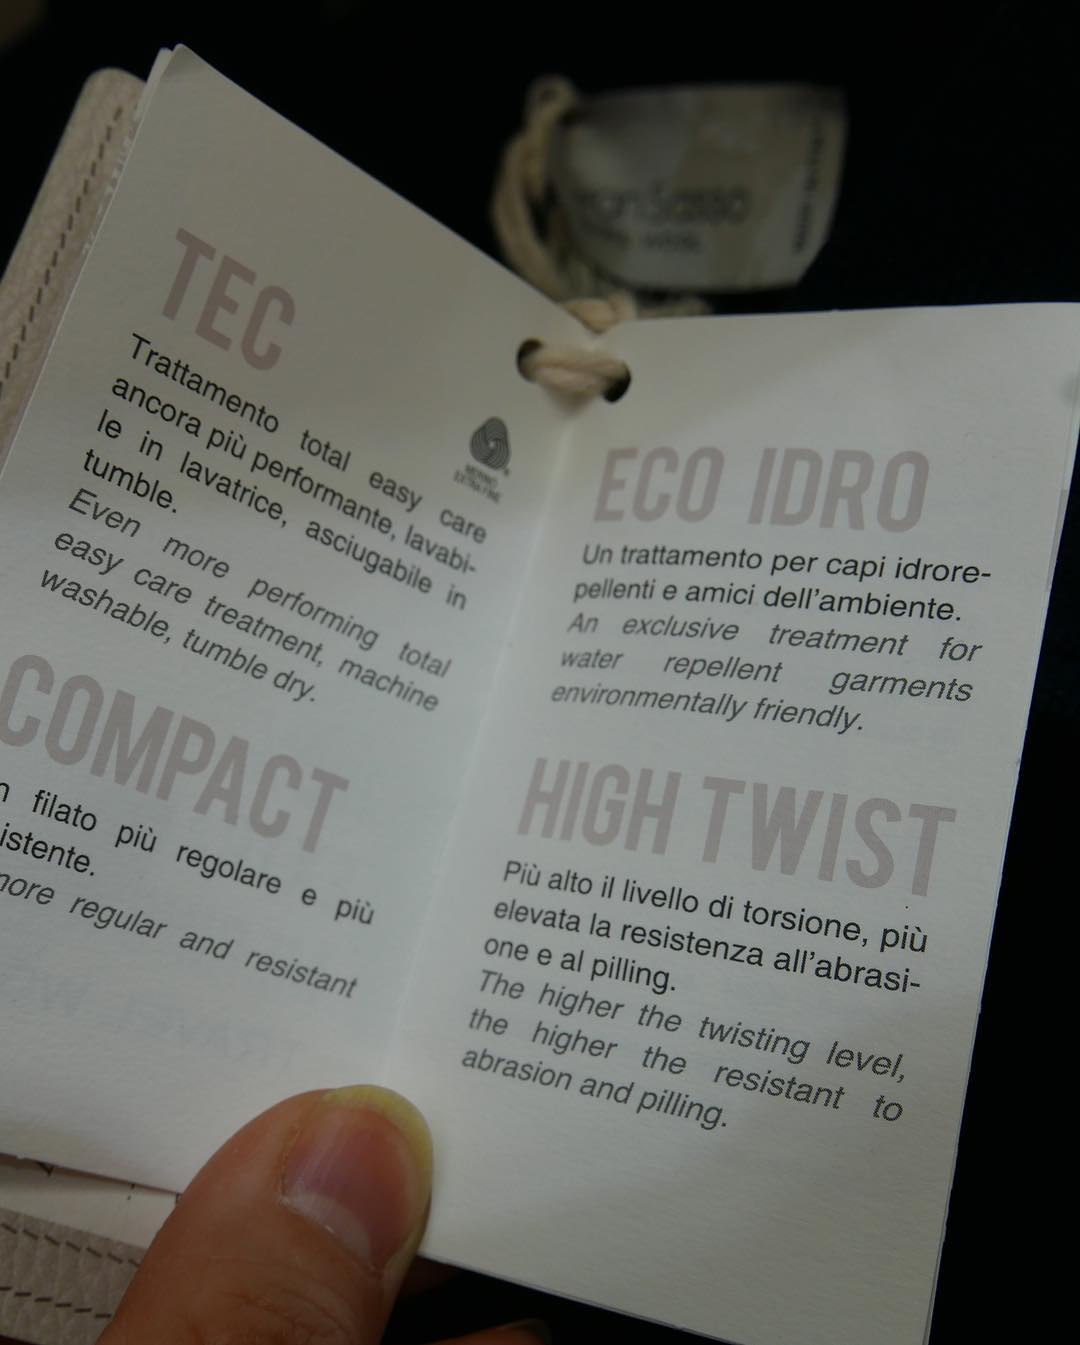 TEC
Trattamento total easy care
ancora più performante, lavabi-
le in lavatrice, asciugabile in
tumble.
Even more performing total
easy care treatment, machine
washable, tumble dry.
MERINO
EXTRAFINE
COMPACT
filato più regolare e più
more regular and resistant
ECO IDRO
Un trattamento per capi idrore-
pellenti e amici dell'ambiente.
An exclusive treatment for
water repellent garments
environmentally friendly.
HIGH TWIST
Più alto il livello di torsione, più
elevata la resistenza all'abrasi-
one e al pilling.
The higher the twisting level,
the higher the resistant to
abrasion and pilling.